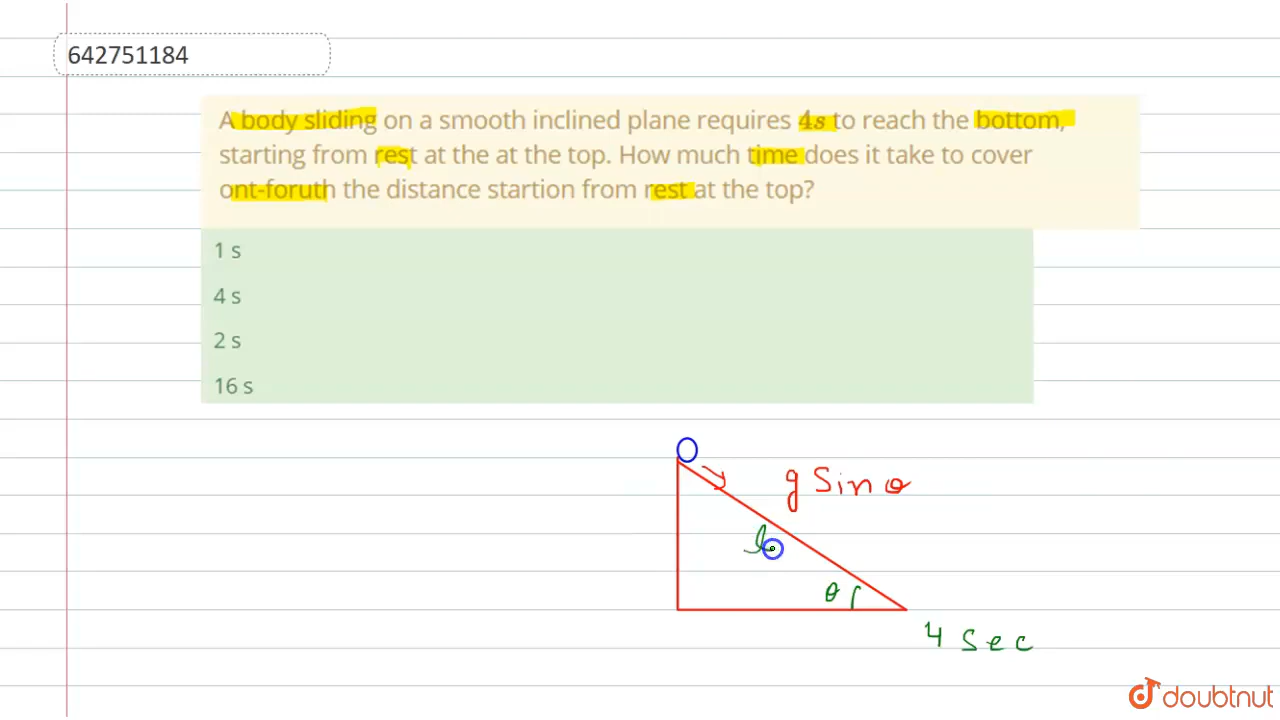 642751184
A body sliding on a smooth inclined plane requires 4s to reach the bottom,
starting from rest at the at the top. How much time does it take to cover
ont-foruth the distance startion from rest at the top?
1 s
4 s
2 s
16 s
g Sin θ
l
θ
4 Sec
doubtnut